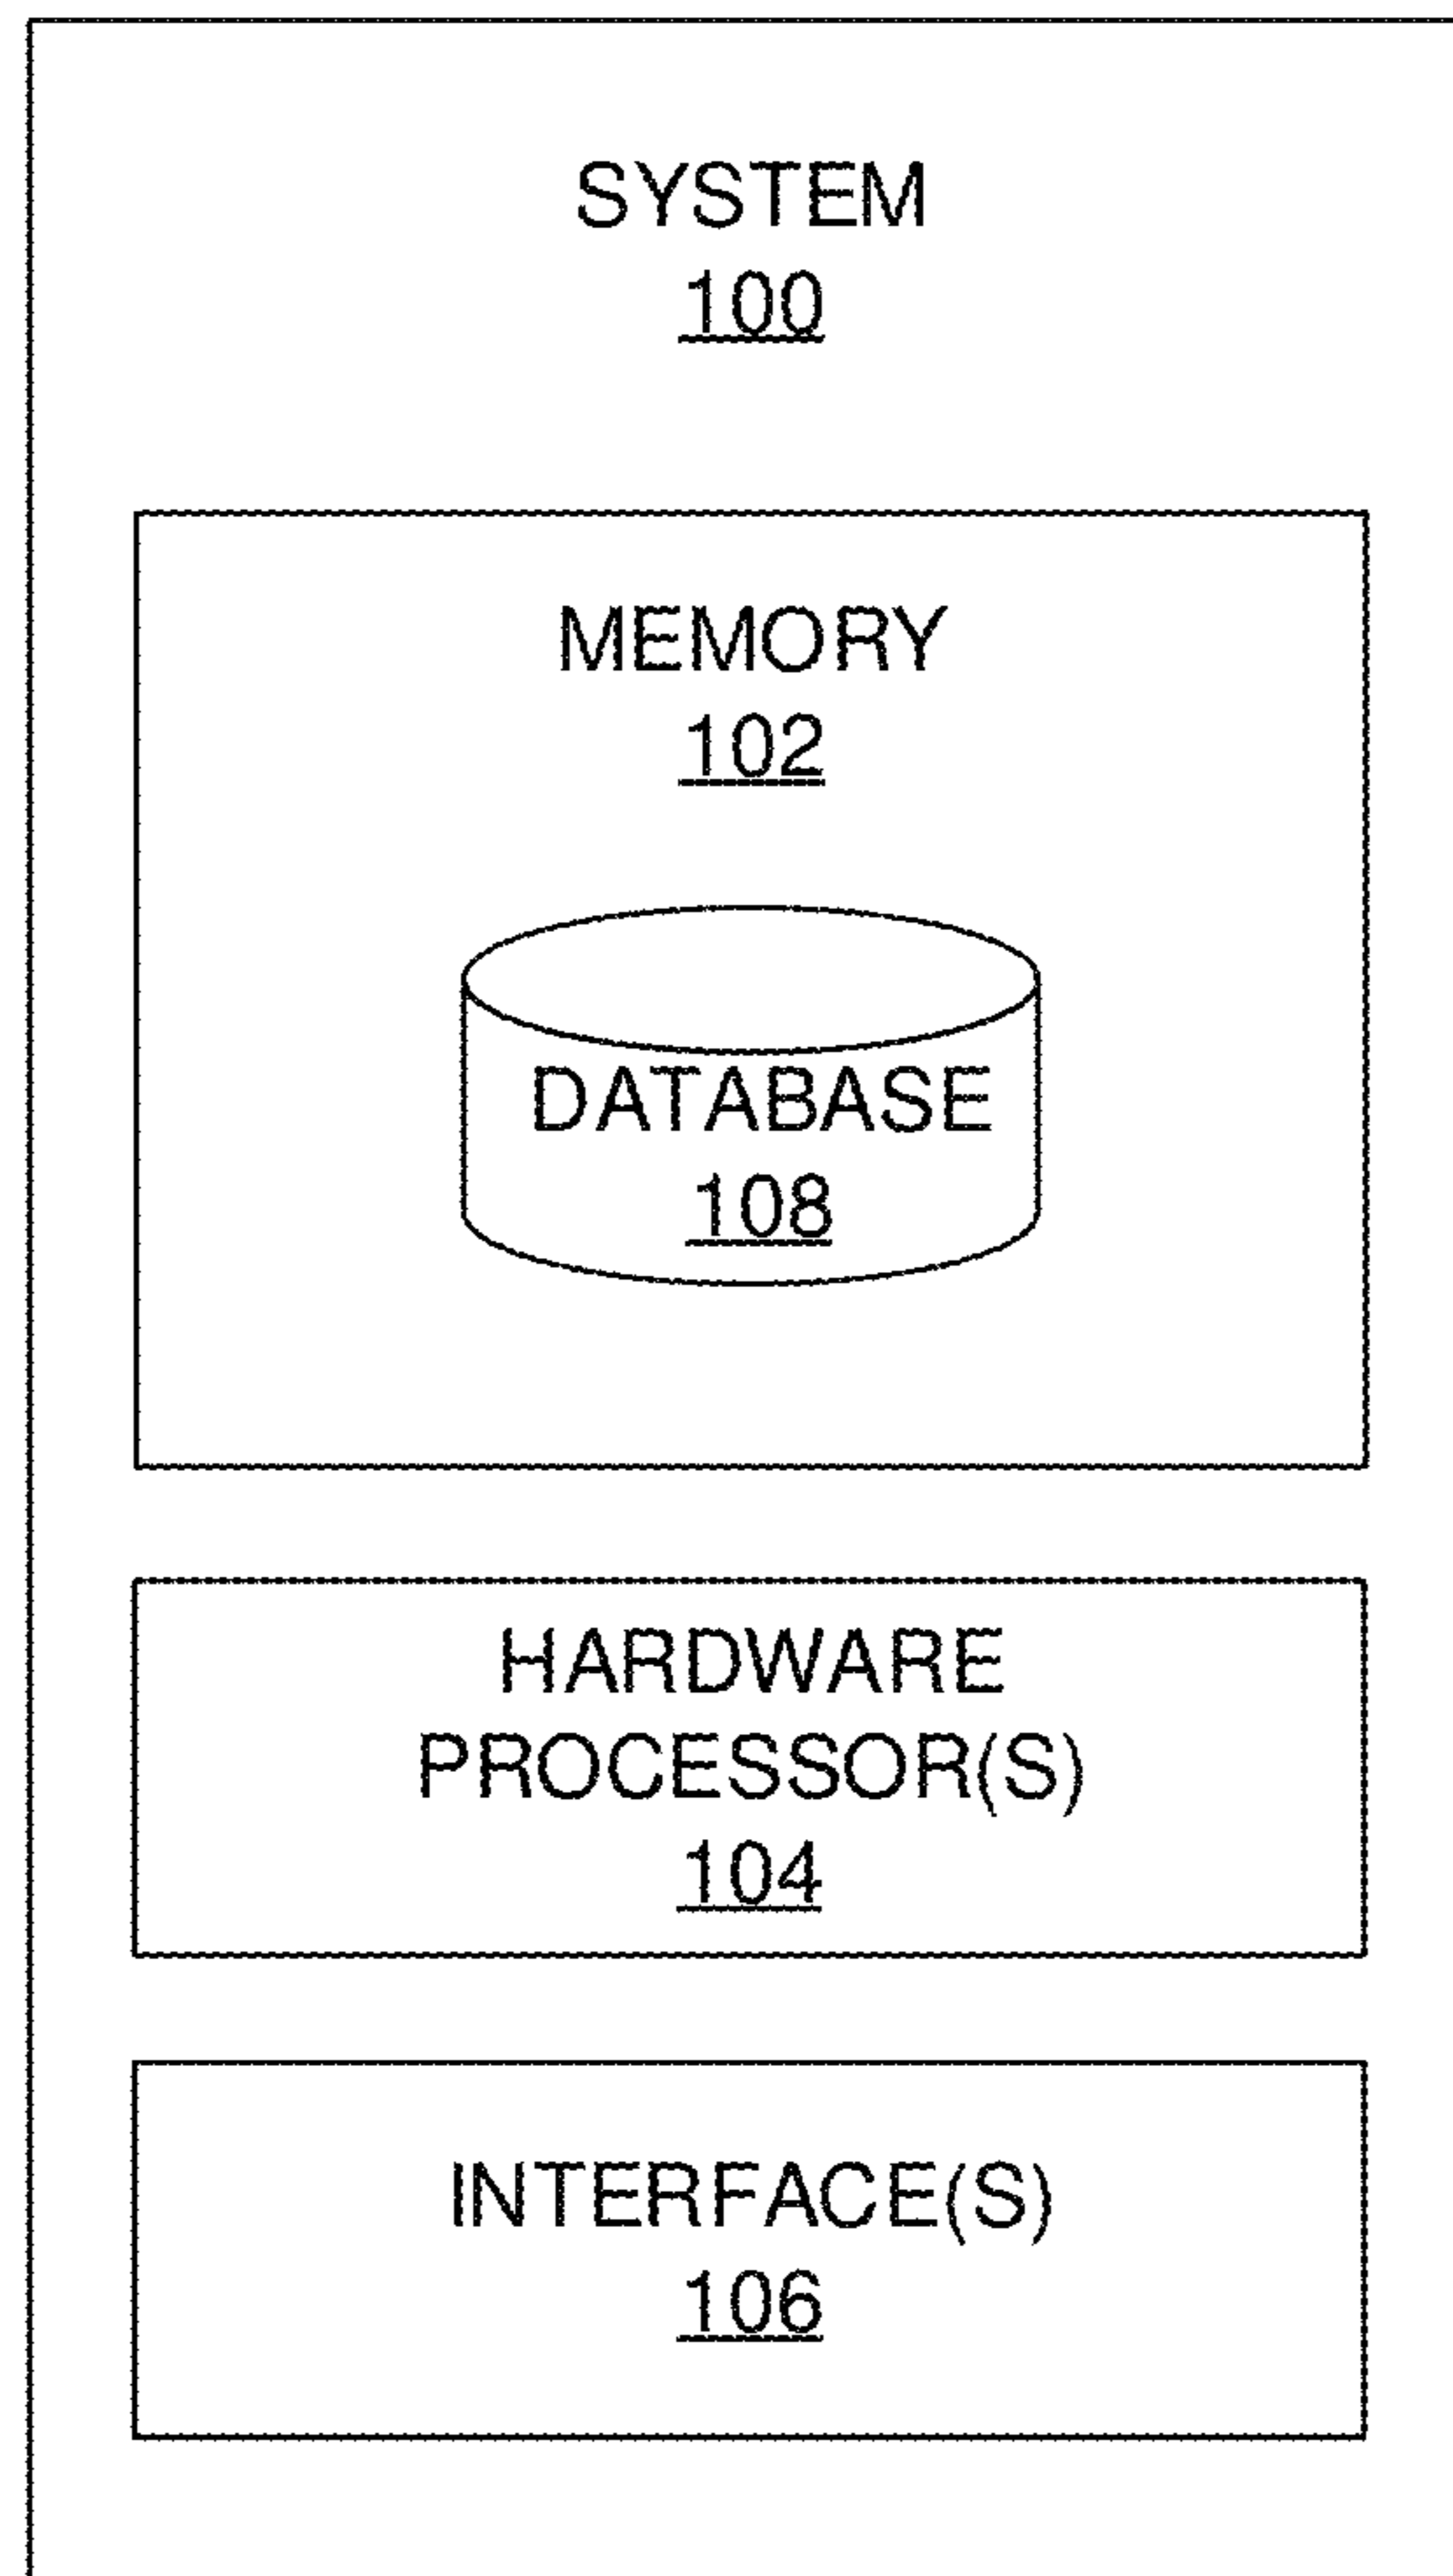 SYSTEM
100
MEMORY
102
DATABASE
108
HARDWARE
PROCESSOR(S)
104
INTERFACE(S)
106